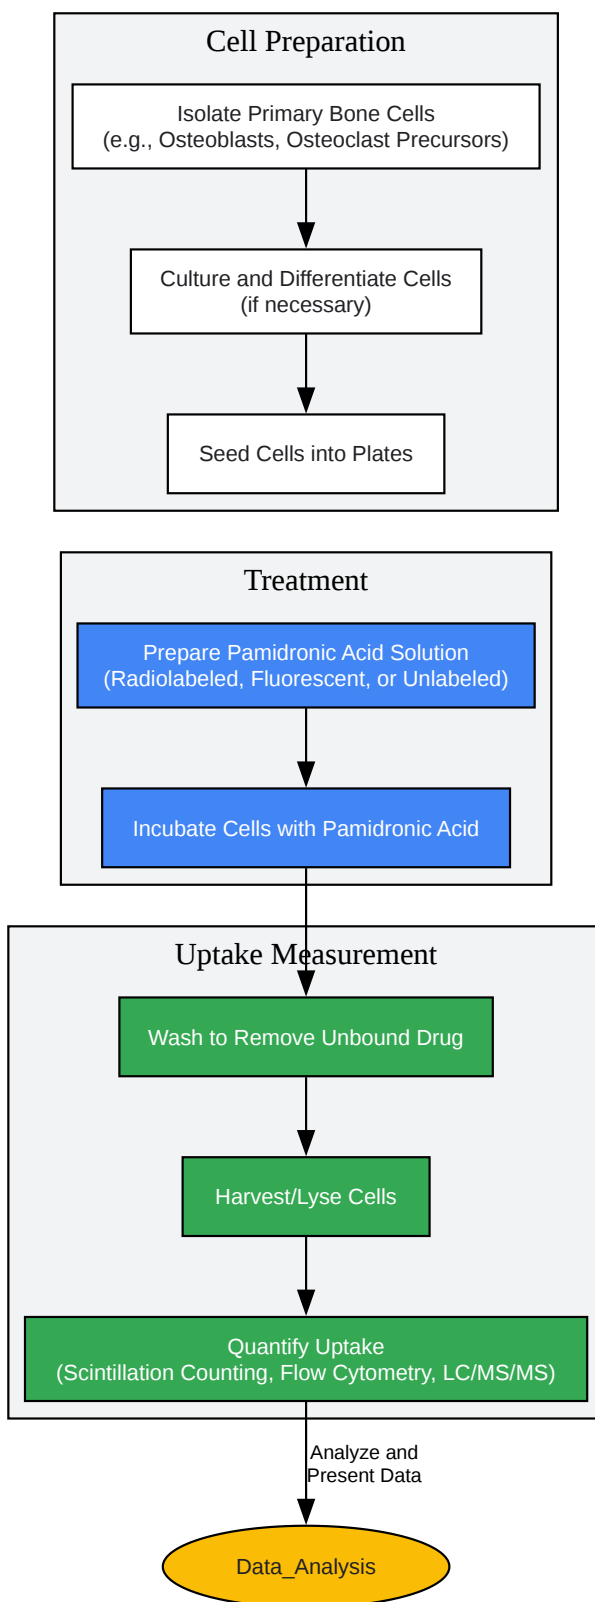 Cell Preparation
Isolate Primary Bone Cells
(e.g., Osteoblasts, Osteoclast Precursors)
Culture and Differentiate Cells
(if necessary)
Seed Cells into Plates
Treatment
Prepare Pamidronic Acid Solution
(Radiolabeled, Fluorescent, or Unlabeled)
Incubate Cells with Pamidronic Acid
Uptake Measurement
Wash to Remove Unbound Drug
Harvest/Lyse Cells
Quantify Uptake
(Scintillation Counting, Flow Cytometry, LC/MS/MS)
Analyze and
Present Data
Data_Analysis